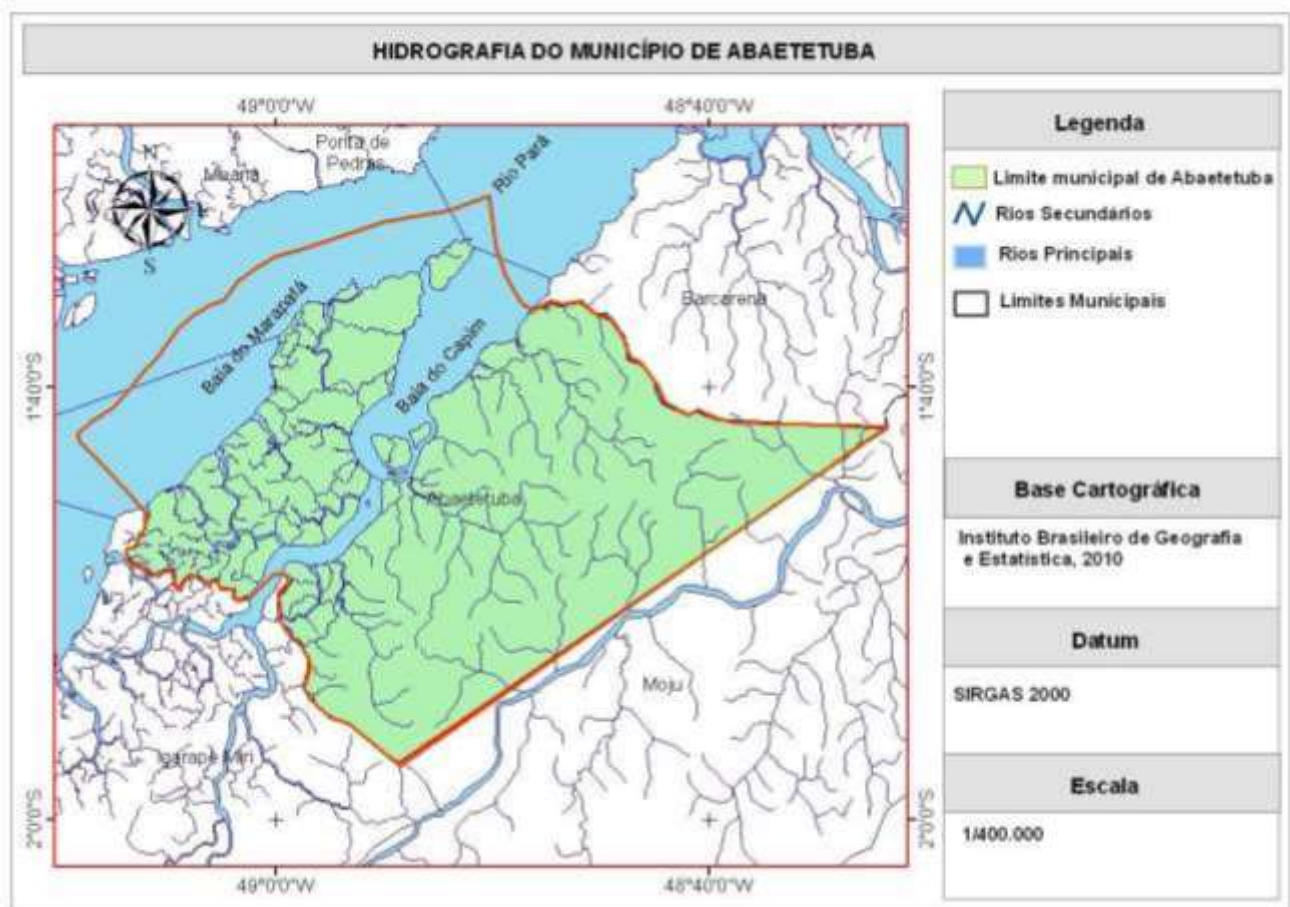 HIDROGRAFIA DO MUNICÍPIO DE ABAETETUBA
49°0'0"W
48°40'0"W
Ponta de
Pedras
Muaná
N
S
Rio Pará
Baia do Marapatá
Baia do Capim
Barcarena
1°40'0"S
1°40'0"S
Abaetetuba
Moju
Igarapé Miri
2°0'0"S
2°0'0"S
49°0'0"W
48°40'0"W
Legenda
Limite municipal de Abaetetuba
Rios Secundários
Rios Principais
Limites Municipais
Base Cartográfica
Instituto Brasileiro de Geografia
e Estatística, 2010
Datum
SIRGAS 2000
Escala
1/400.000